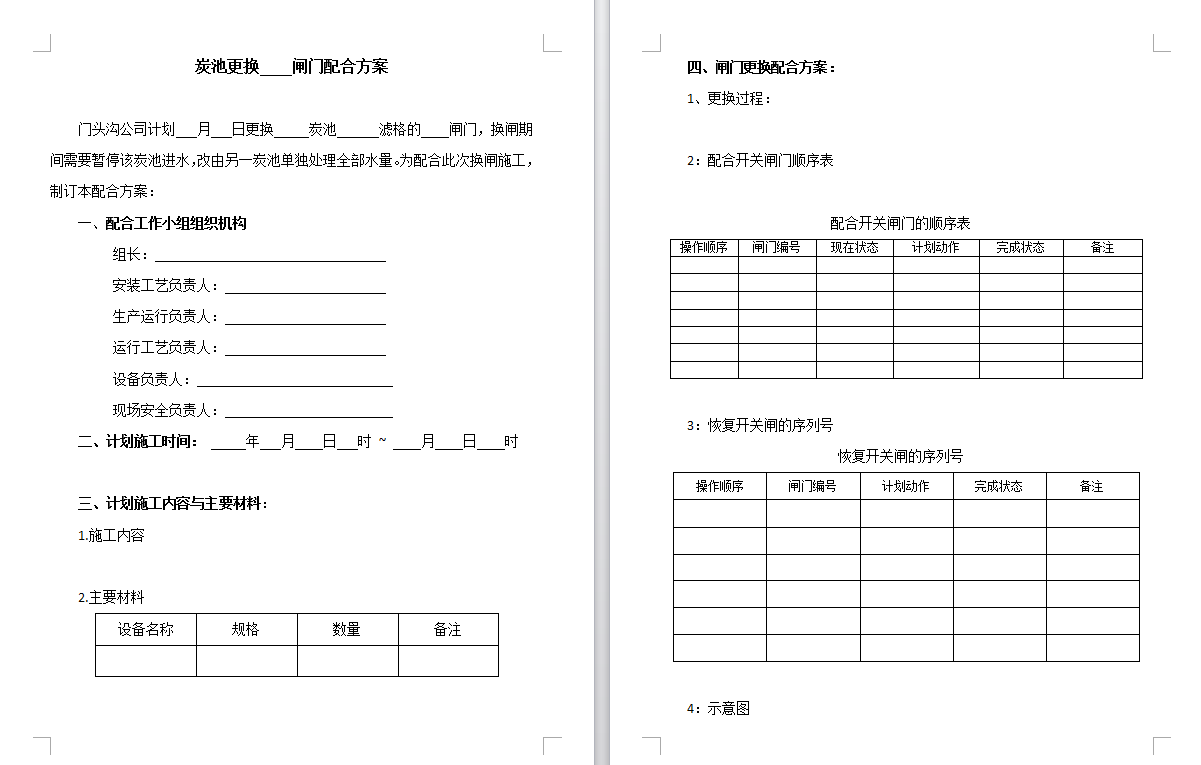 炭池更换____闸门配合方案
门头沟公司计划___月___日更换_____炭池______滤格的____闸门，换闸期
间需要暂停该炭池进水，改由另一炭池单独处理全部水量。为配合此次换闸施工，
制订本配合方案：
一、配合工作小组组织机构
组长：_________________________________
安装工艺负责人：_______________________
生产运行负责人：_______________________
运行工艺负责人：_______________________
设备负责人：____________________________
现场安全负责人：________________________
二、计划施工时间： _____年___月____日___时 ~ ____月____日____时
三、计划施工内容与主要材料：
1.施工内容
2.主要材料
设备名称 规格 数量 备注
四、闸门更换配合方案：
1、更换过程：
2：配合开关闸门顺序表
配合开关闸门的顺序表
操作顺序 闸门编号 现在状态 计划动作 完成状态 备注
3：恢复开关闸的序列号
恢复开关闸的序列号
操作顺序 闸门编号 计划动作 完成状态 备注
4：示意图